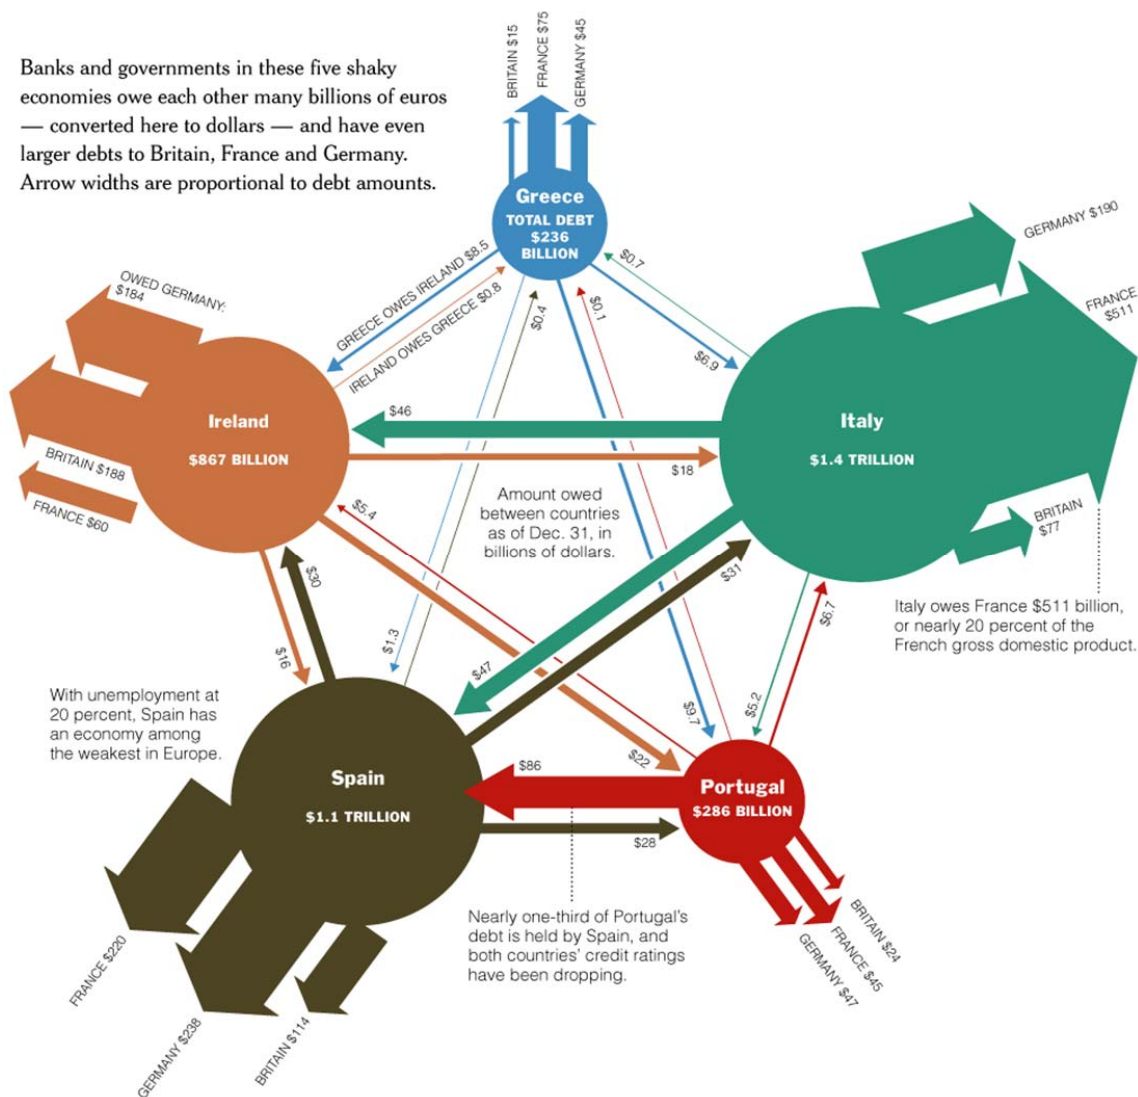 Banks and governments in these five shaky
economies owe each other many billions of euros
— converted here to dollars — and have even
larger debts to Britain, France and Germany.
Arrow widths are proportional to debt amounts.
BRITAIN $15
FRANCE $75
GERMANY $45
Greece
TOTAL DEBT
$236
BILLION
GREECE OWES IRELAND $8.5
IRELAND OWES GREECE $0.8
$0.4
$0.1
$0.7
$6.9
GERMANY $190
FRANCE
$511
OWED GERMANY:
$184
Ireland
$867 BILLION
BRITAIN $188
FRANCE $60
$46
$18
Italy
$1.4 TRILLION
BRITAIN
$77
Amount owed
between countries
as of Dec. 31, in
billions of dollars.
$5.4
$30
$16
$1.3
$31
$47
$6.7
$5.2
$9.7
$22
Italy owes France $511 billion,
or nearly 20 percent of the
French gross domestic product.
With unemployment at
20 percent, Spain has
an economy among
the weakest in Europe.
Spain
$1.1 TRILLION
$86
$28
Portugal
$286 BILLION
Nearly one-third of Portugal's
debt is held by Spain, and
both countries' credit ratings
have been dropping.
FRANCE $220
GERMANY $238
BRITAIN $114
BRITAIN $24
FRANCE $45
GERMANY $47